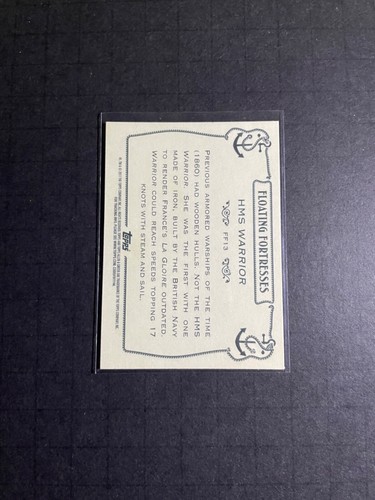 FLOATING FORTRESSES
HMS WARRIOR
FF13
PREVIOUS ARMORED WARSHIPS OF THE TIME
(1860) HAD WOODEN HULLS. NOT THE HMS
WARRIOR. SHE WAS THE FIRST WITH ONE
MADE OF IRON, BUILT BY THE BRITISH NAVY
TO RENDER FRANCE'S LA GLOIRE OUTDATED.
WARRIOR COULD REACH SPEEDS TOPPING 17
KNOTS WITH STEAM AND SAIL.
Topps